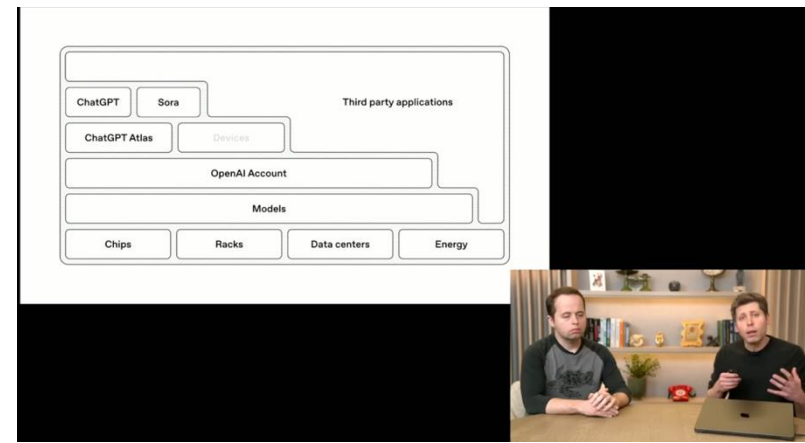 ChatGPT Sora Third party applications
ChatGPT Atlas Devices
OpenAI Account
Models
Chips Racks Data centers Energy